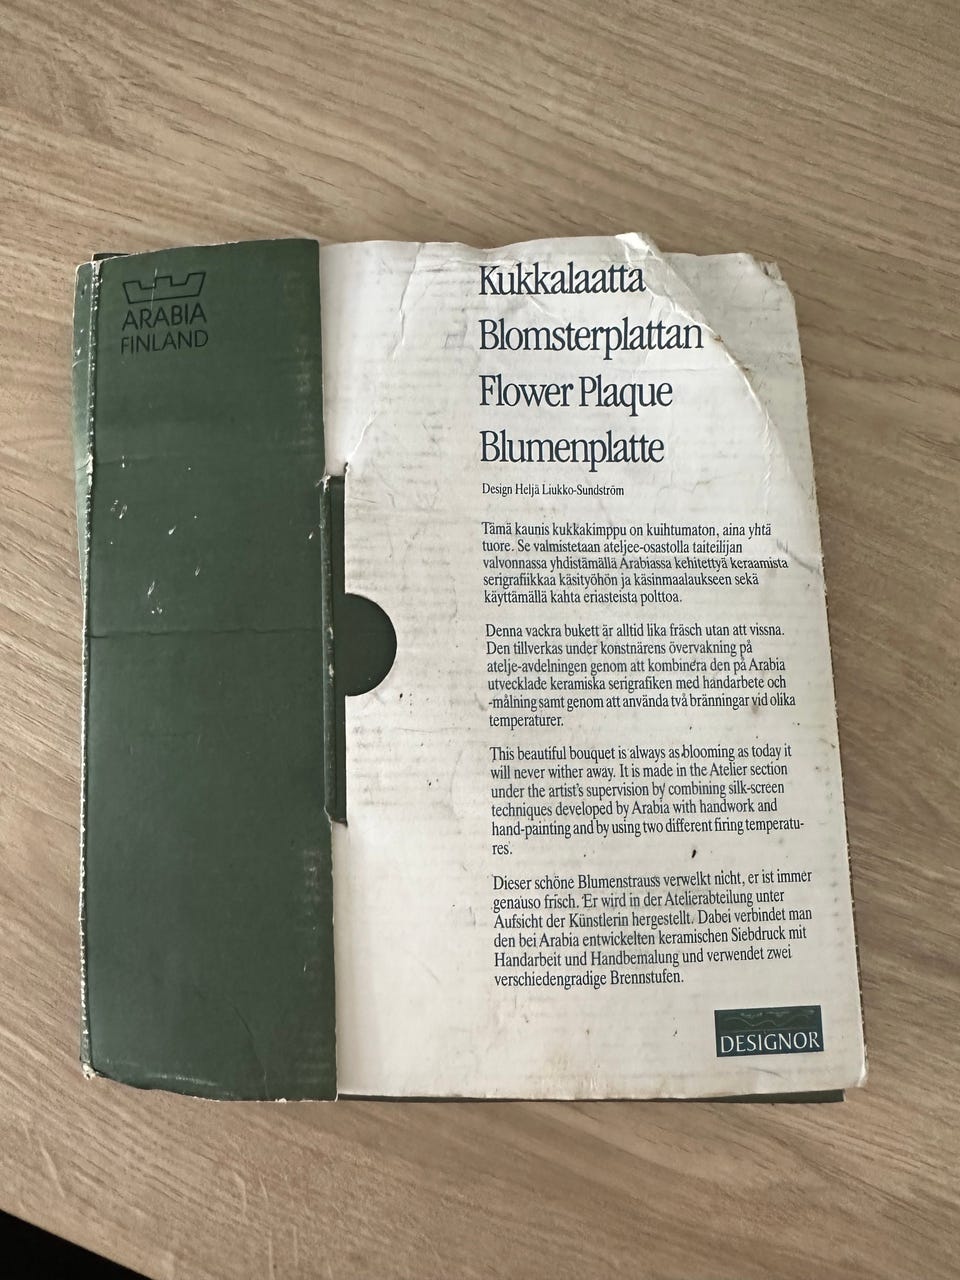 ARABIA
FINLAND
Kukkalaatta
Blomsterplattan
Flower Plaque
Blumenplatte
Design Heljä Liukko-Sundström
Tämä kaunis kukkakimppu on kuihtumaton, aina yhtä
tuore. Se valmistetaan ateljee-osastolla taiteilijan
valvonnassa yhdistämällä Arabiassa kehitettyä keraamista
serigrafiikkaa käsityöhön ja käsinmaalaukseen sekä
käyttämällä kahta eriasteista polttoa.
Denna vackra bukett är alltid lika fräsch utan att vissna.
Den tillverkas under konstnärens övervakning på
atelje-avdelningen genom att kombinera den på Arabia
utvecklade keramiska serigrafiken med handarbete och
-målning samt genom att använda två bränningar vid olika
temperaturer.
This beautiful bouquet is always as blooming as today it
will never wither away. It is made in the Atelier section
under the artist's supervision by combining silk-screen
techniques developed by Arabia with handwork and
hand-painting and by using two different firing temperatu-
res.
Dieser schöne Blumenstrauss verwelkt nicht, er ist immer
genauso frisch. Er wird in der Atelierabteilung unter
Aufsicht der Künstlerin hergestellt. Dabei verbindet man
den bei Arabia entwickelten keramischen Siebdruck mit
Handarbeit und Handbemalung und verwendet zwei
verschiedengradige Brennstufen.
DESIGNOR